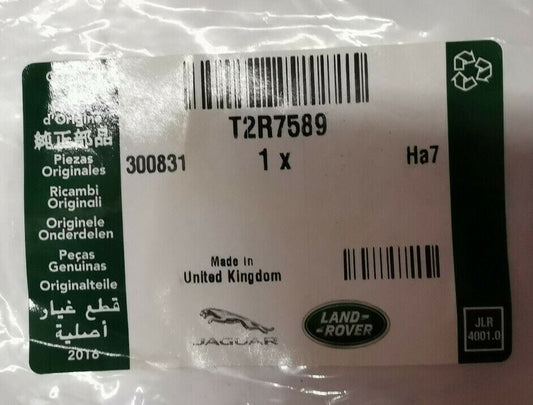 d'Origine
純正部品
Piezas
Originales
Ricambi
Originali
Originele
Onderdelen
Peças
Genuinas
Originalteile
قطع غيار
أصلية
2016
T2R7589
300831
1 x
Ha7
Made in
United Kingdom
JAGUAR
LAND-
-ROVER
JLR
4001.0